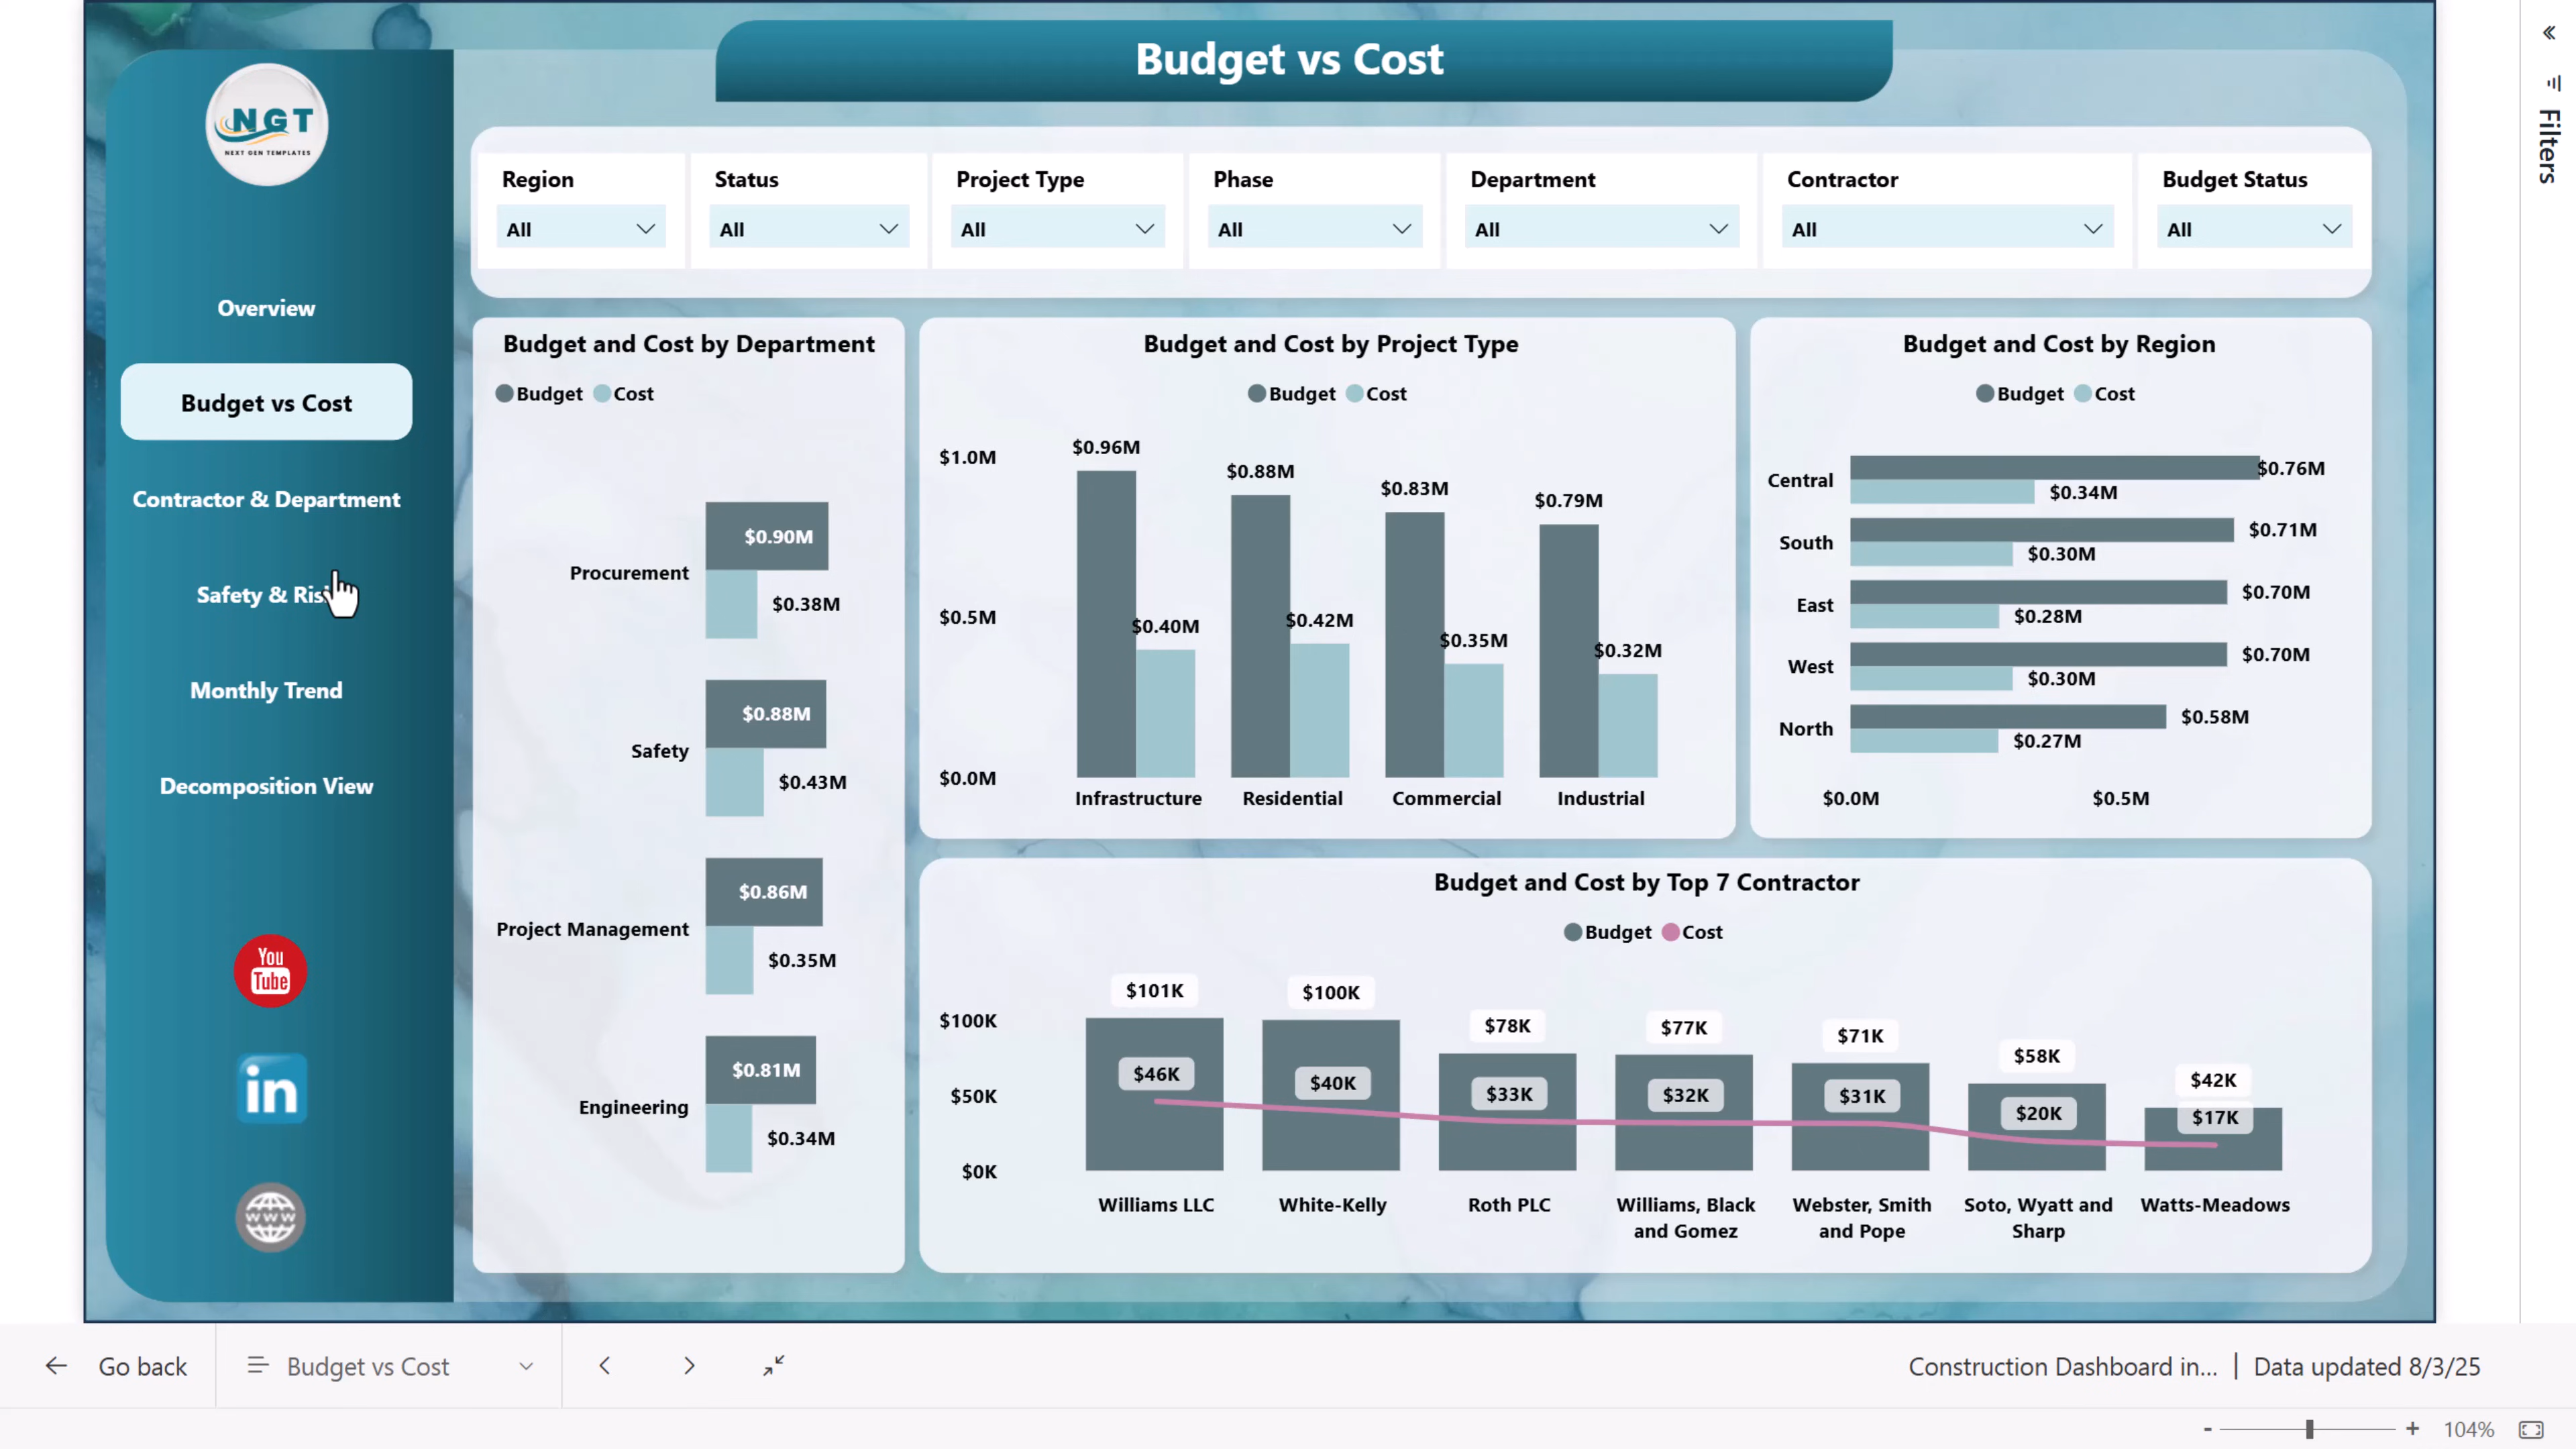 Budget vs Cost
NGT
NEXT GEN TEMPLATES
Overview
Budget vs Cost
Contractor & Department
Safety &
Monthly Trend
Decomposition View
You
Tube
in
WWW
Region
All
Status
All
Project Type
All
Phase
All
Department
All
Contractor
All
Budget Status
All
Filters
Budget and Cost by Department
Budget Cost
Procurement
$0.90M
$0.38M
Safety
$0.88M
$0.43M
Project Management
$0.86M
$0.35M
Engineering
$0.81M
$0.34M
Budget and Cost by Project Type
Budget Cost
$1.0M
$0.5M
$0.0M
$0.96M
$0.40M
$0.88M
$0.42M
$0.83M
$0.35M
$0.79M
$0.32M
Infrastructure
Residential
Commercial
Industrial
Budget and Cost by Region
Budget Cost
Central
$0.76M
$0.34M
South
$0.71M
$0.30M
East
$0.70M
$0.28M
West
$0.70M
$0.30M
North
$0.58M
$0.27M
$0.0M
$0.5M
Budget and Cost by Top 7 Contractor
Budget Cost
$100K
$50K
$0K
$101K
$46K
$100K
$40K
$78K
$33K
$77K
$32K
$71K
$31K
$58K
$20K
$42K
$17K
Williams LLC
White-Kelly
Roth PLC
Williams, Black
and Gomez
Webster, Smith
and Pope
Soto, Wyatt and
Sharp
Watts-Meadows
Go back
Budget vs Cost
Construction Dashboard in... | Data updated 8/3/25
- + 104%